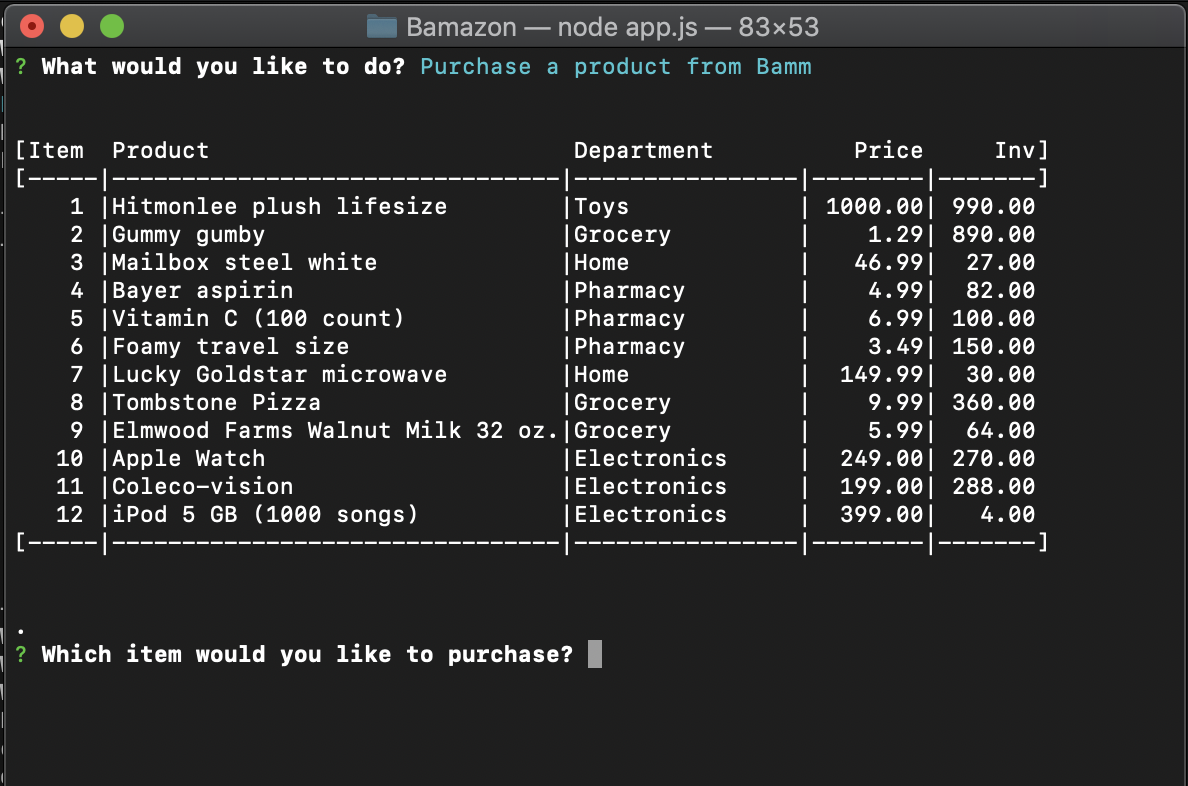 Bamazon — node app.js — 83×53
? What would you like to do? Purchase a product from Bamm
[Item  Product                          Department          Price     Inv]
[-----|--------------------------------|----------------|--------|-------]
    1 |Hitmonlee plush lifesize        |Toys            | 1000.00| 990.00
    2 |Gummy gumby                     |Grocery         |    1.29| 890.00
    3 |Mailbox steel white             |Home            |   46.99|  27.00
    4 |Bayer aspirin                   |Pharmacy        |    4.99|  82.00
    5 |Vitamin C (100 count)           |Pharmacy        |    6.99| 100.00
    6 |Foamy travel size               |Pharmacy        |    3.49| 150.00
    7 |Lucky Goldstar microwave        |Home            |  149.99|  30.00
    8 |Tombstone Pizza                 |Grocery         |    9.99| 360.00
    9 |Elmwood Farms Walnut Milk 32 oz.|Grocery         |    5.99|  64.00
   10 |Apple Watch                     |Electronics     |  249.00| 270.00
   11 |Coleco-vision                   |Electronics     |  199.00| 288.00
   12 |iPod 5 GB (1000 songs)          |Electronics     |  399.00|   4.00
[-----|--------------------------------|----------------|--------|-------]
.
? Which item would you like to purchase?